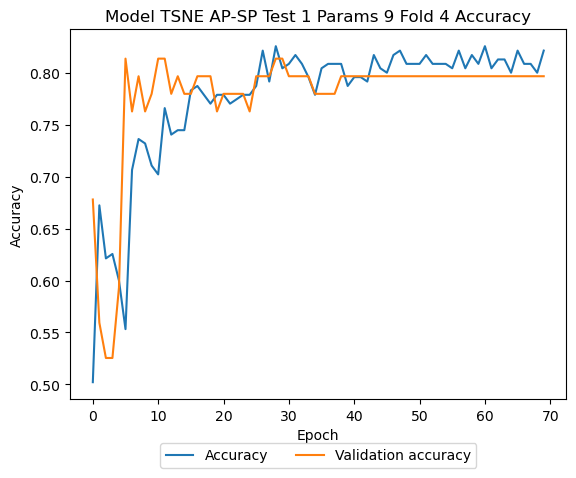 Model TSNE AP-SP Test 1 Params 9 Fold 4 Accuracy
Accuracy
0.80
0.75
0.70
0.65
0.60
0.55
0.50
0 10 20 30 40 50 60 70
Epoch
Accuracy Validation accuracy